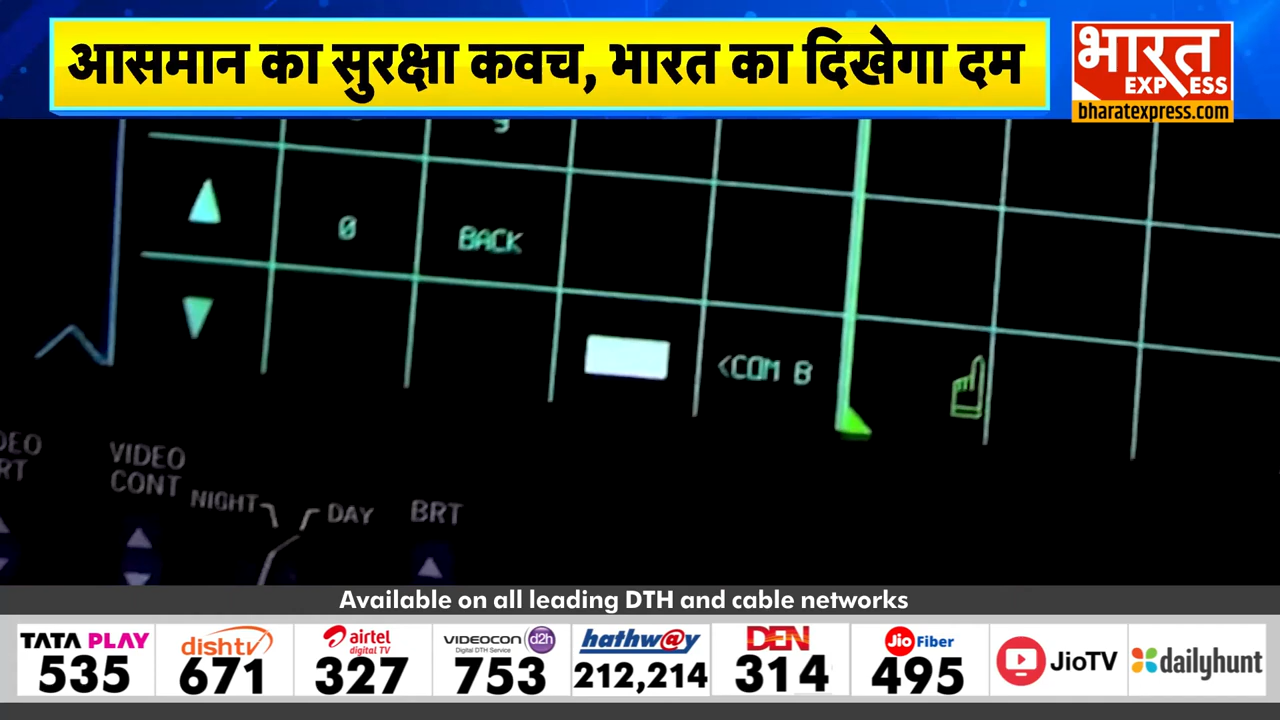 आसमान का सुरक्षा कवच, भारत का दिखेगा दम
भारत
EXPRESS
bharatexpress.com
0
BACK
<COM B
VIDEO
CONT
NIGHT
DAY
BRT
Available on all leading DTH and cable networks
TATA PLAY
535
dishtv
671
airtel
digital TV
327
VIDEOCON d2h
Digital DTH Service
753
hathw@y
212,214
DEN
314
Jio Fiber
495
JioTV
dailyhunt